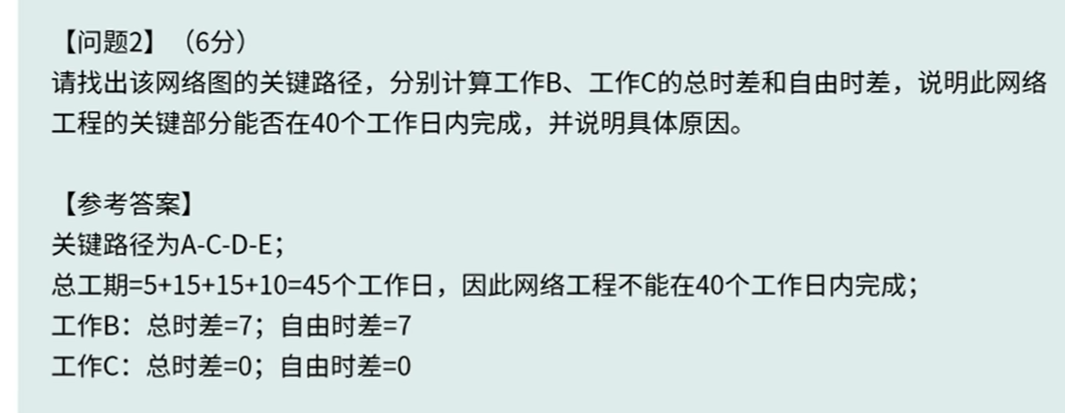 【问题2】（6分）
请找出该网络图的关键路径，分别计算工作B、工作C的总时差和自由时差，说明此网络
工程的关键部分能否在40个工作日内完成，并说明具体原因。
【参考答案】
关键路径为A-C-D-E；
总工期=5+15+15+10=45个工作日，因此网络工程不能在40个工作日内完成；
工作B：总时差=7；自由时差=7
工作C：总时差=0；自由时差=0